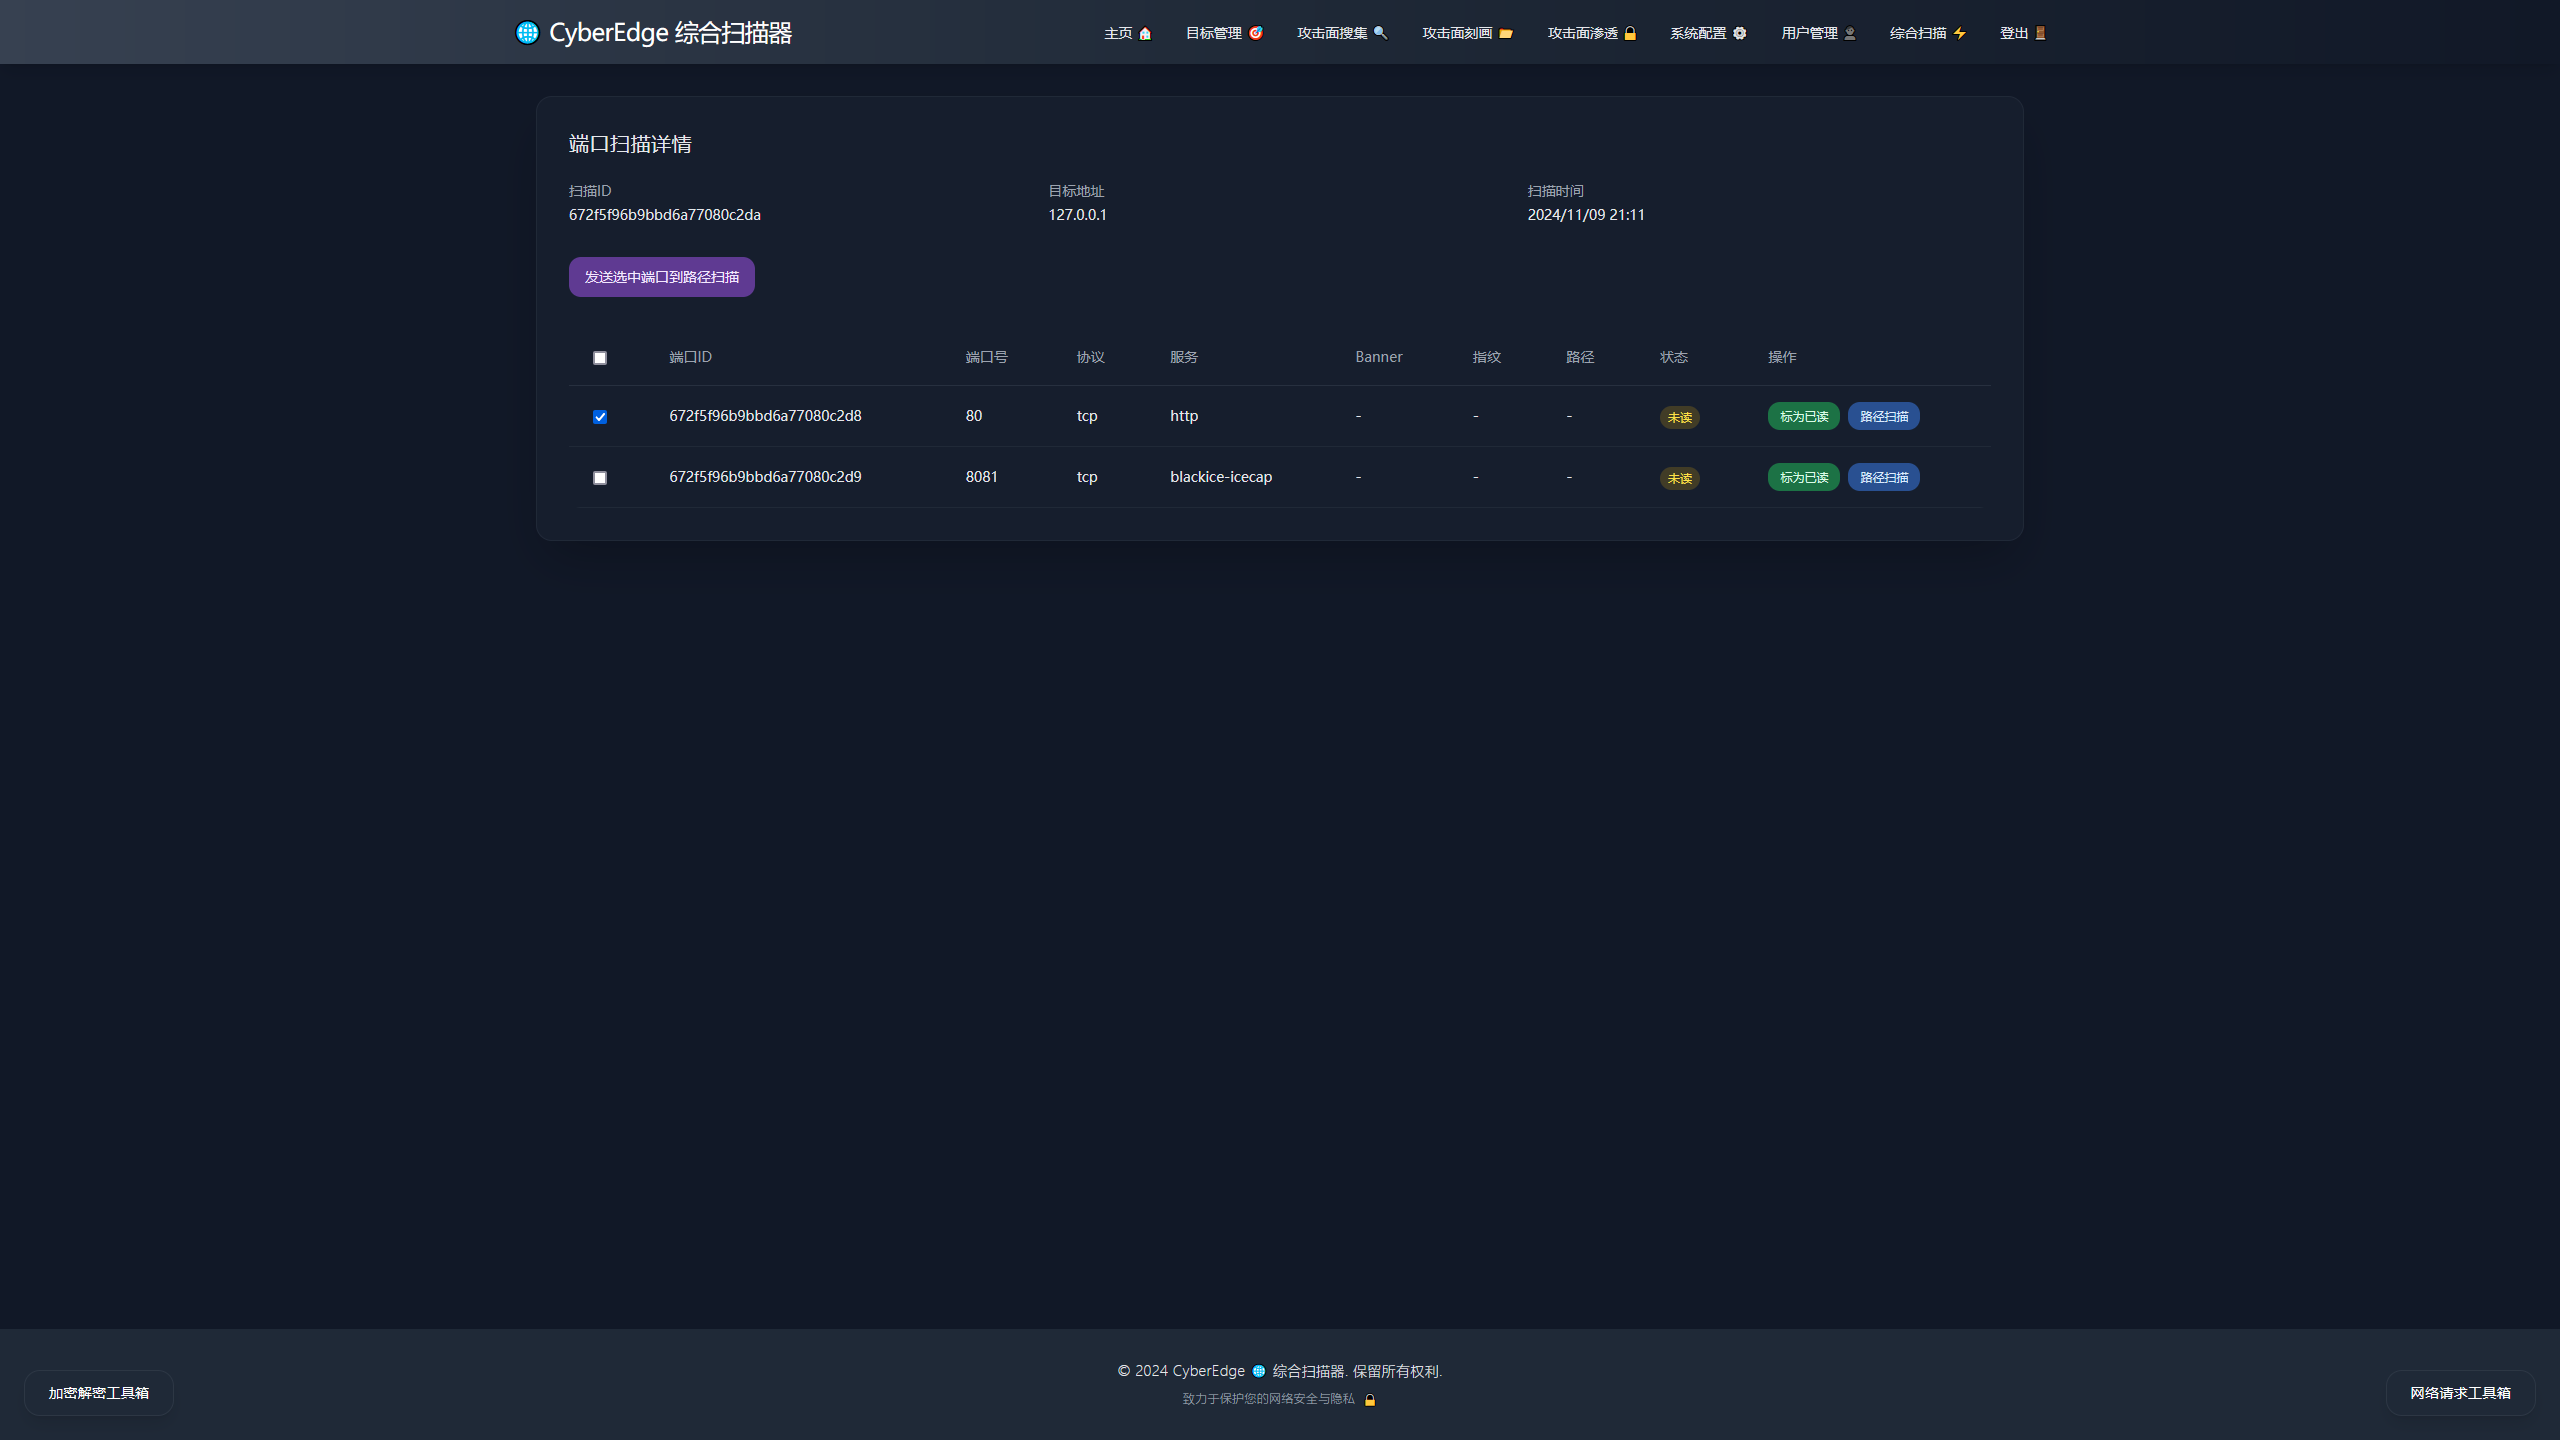 🌐 CyberEdge 综合扫描器
主页 🏠 目标管理 🎯 攻击面搜集 🔍 攻击面刻画 📂 攻击面渗透 🔒 系统配置 ⚙️ 用户管理 👤 综合扫描 ⚡ 登出 🚪
端口扫描详情
扫描ID 目标地址 扫描时间
672f5f96b9bbd6a77080c2da 127.0.0.1 2024/11/09 21:11
发送选中端口到路径扫描
端口ID 端口号 协议 服务 Banner 指纹 路径 状态 操作
672f5f96b9bbd6a77080c2d8 80 tcp http - - - 未读 标为已读 路径扫描
672f5f96b9bbd6a77080c2d9 8081 tcp blackice-icecap - - - 未读 标为已读 路径扫描
© 2024 CyberEdge 🌐 综合扫描器. 保留所有权利.
致力于保护您的网络安全与隐私 🔒
加密解密工具箱
网络请求工具箱